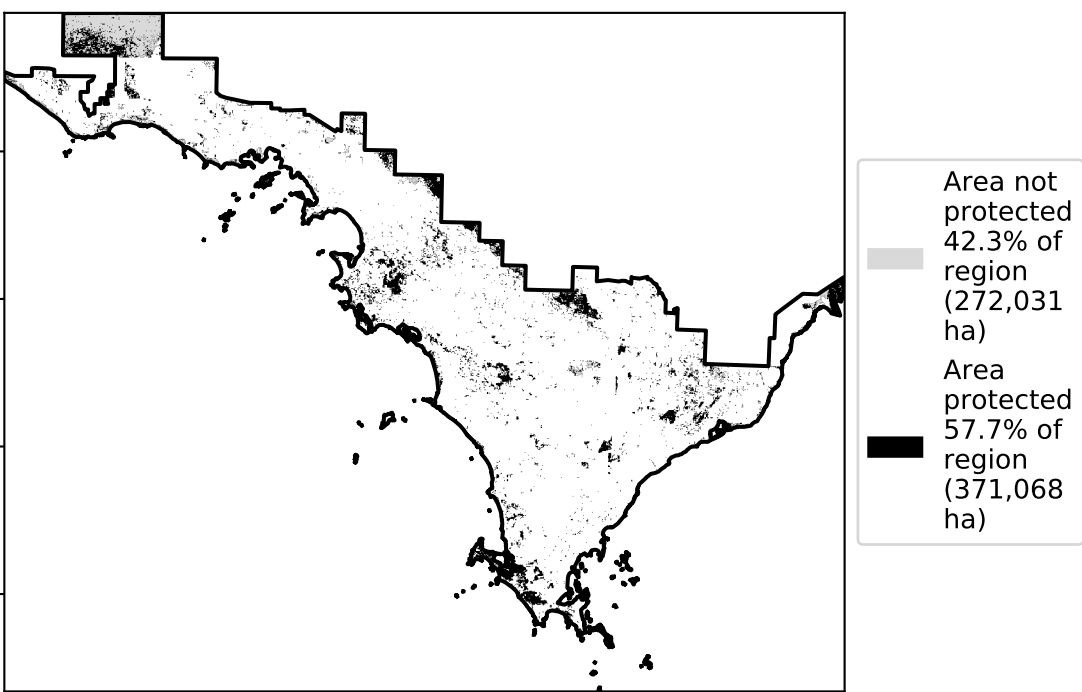 Area not
protected
42.3% of
region
(272,031
ha)
Area
protected
57.7% of
region
(371,068
ha)